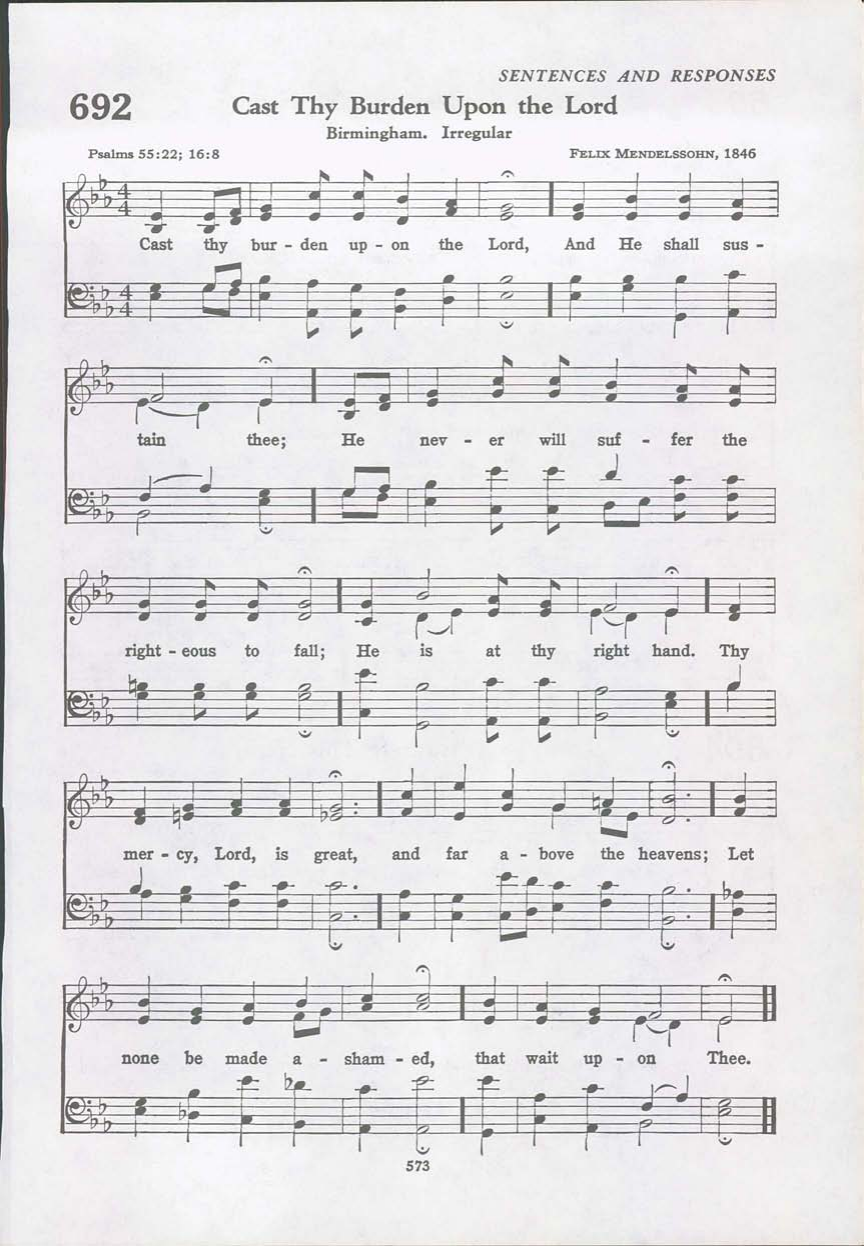 SENTENCES AND RESPONSES
692 Cast Thy Burden Upon the Lord
Birmingham. Irregular
Psalms 55:22; 16:8 FELIX MENDELSSOHN, 1846
Cast thy bur - den up - on the Lord, And He shall sus -
tain thee; He nev - er will suf - fer the
right - eous to fall; He is at thy right hand. Thy
mer - cy, Lord, is great, and far a - bove the heavens; Let
none be made a - sham - ed, that wait up - on Thee.
573